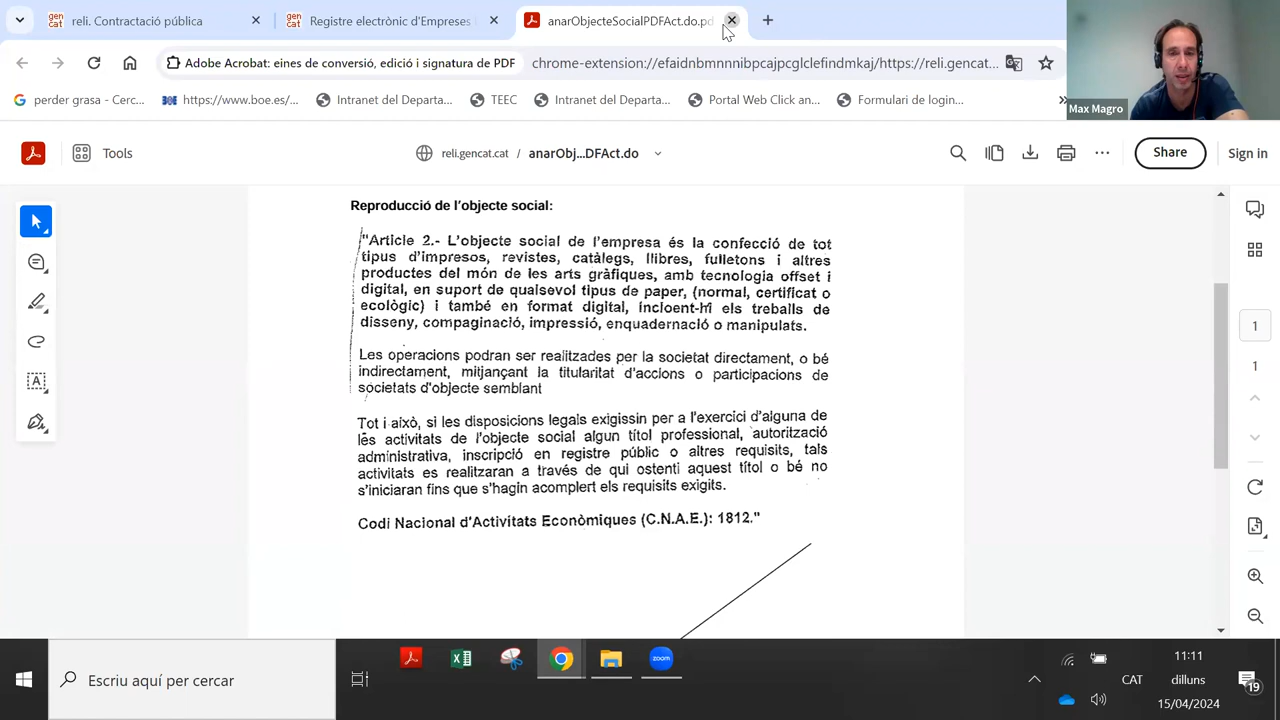 reli. Contractació pública
Registre electrònic d'Empreses
anarObjecteSocialPDFAct.do.pd
Adobe Acrobat: eines de conversió, edició i signatura de PDF
chrome-extension://efaidnbmnnnibpcajpcglclefindmkaj/https://reli.gencat...
perder grasa - Cerc...
https://www.boe.es/...
Intranet del Departa...
TEEC
Intranet del Departa...
Portal Web Click an...
Formulari de login...
Max Magro
Tools
reli.gencat.cat / anarObj...DFAct.do
Share
Sign in
Reproducció de l'objecte social:
"Article 2.- L'objecte social de l'empresa és la confecció de tot
tipus d'impresos, revistes, catàlegs, llibres, fulletons i altres
productes del món de les arts gràfiques, amb tecnologia offset i
digital, en suport de qualsevol tipus de paper, (normal, certificat o
ecològic) i també en format digital, incloent-hi els treballs de
disseny, compaginació, impressió, enquadernació o manipulats.
Les operacions podran ser realitzades per la societat directament, o bé
indirectament, mitjançant la titularitat d'accions o participacions de
societats d'objecte semblant
Tot i això, si les disposicions legals exigissin per a l'exercici d'alguna de
lès activitats de l'objecte social algun títol professional, autorització
administrativa, inscripció en registre públic o altres requisits, tals
activitats es realitzaran a través de qui ostenti aquest títol o bé no
s'iniciaran fins que s'hagin acomplert els requisits exigits.
Codi Nacional d'Activitats Econòmiques (C.N.A.E.): 1812."
1
1
Escriu aquí per cercar
zoom
CAT
11:11
dilluns
15/04/2024
19